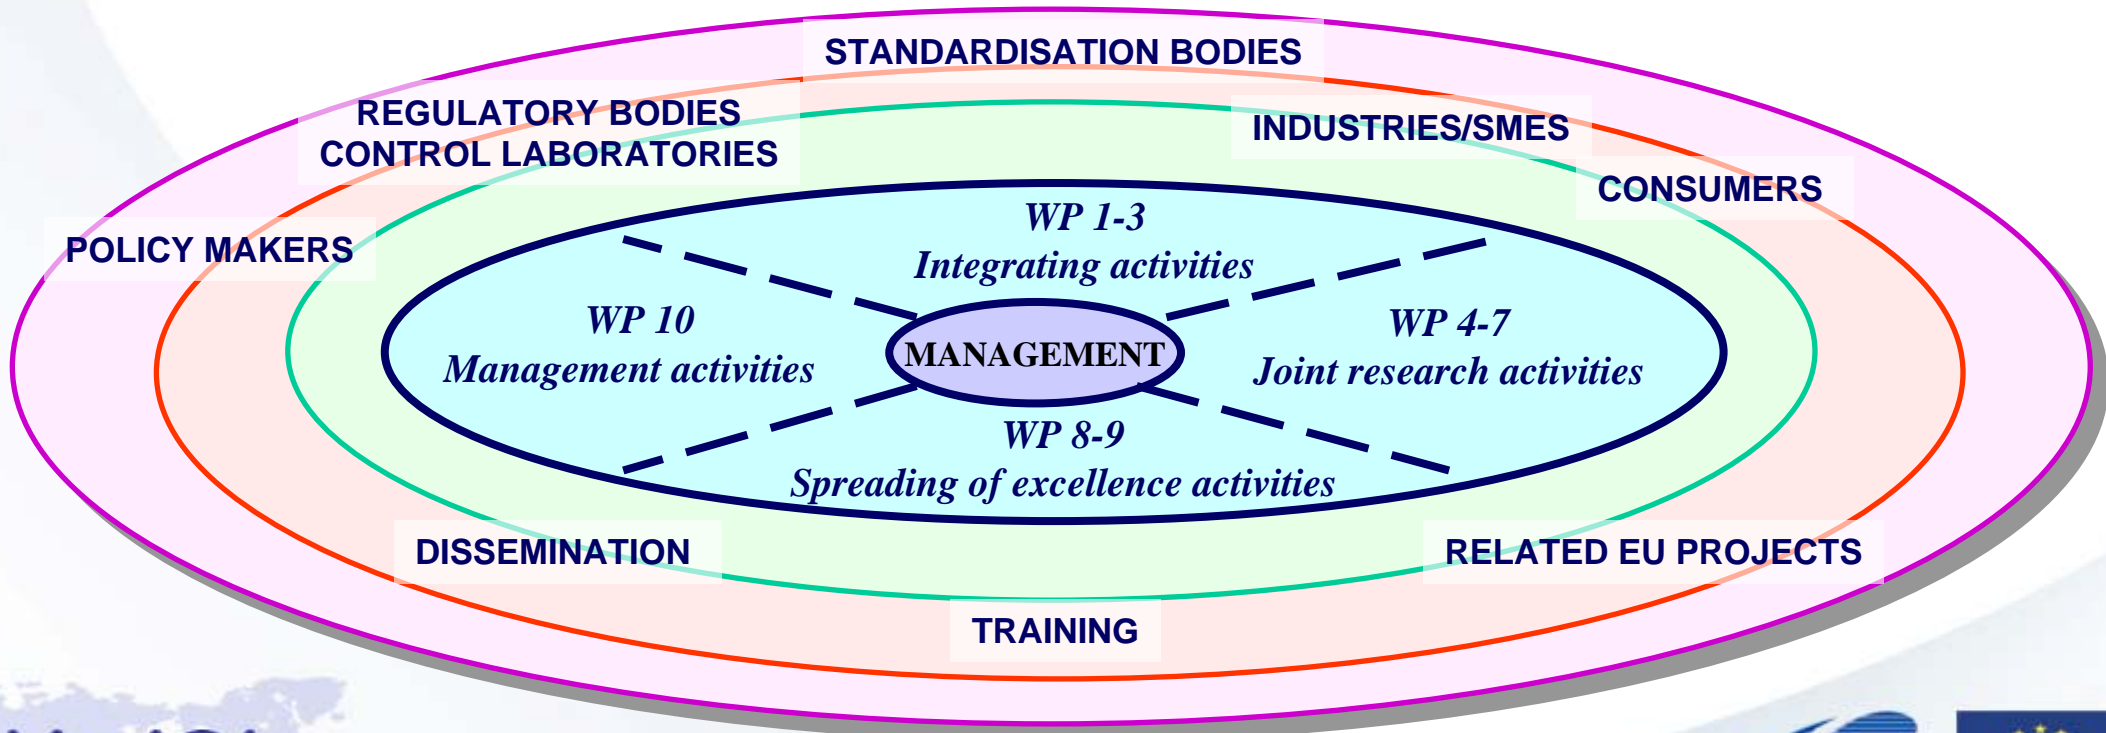 STANDARDISATION BODIES
REGULATORY BODIES
CONTROL LABORATORIES
INDUSTRIES/SMES
CONSUMERS
POLICY MAKERS
WP 1-3
Integrating activities
WP 10
Management activities
MANAGEMENT
WP 4-7
Joint research activities
WP 8-9
Spreading of excellence activities
DISSEMINATION
RELATED EU PROJECTS
TRAINING